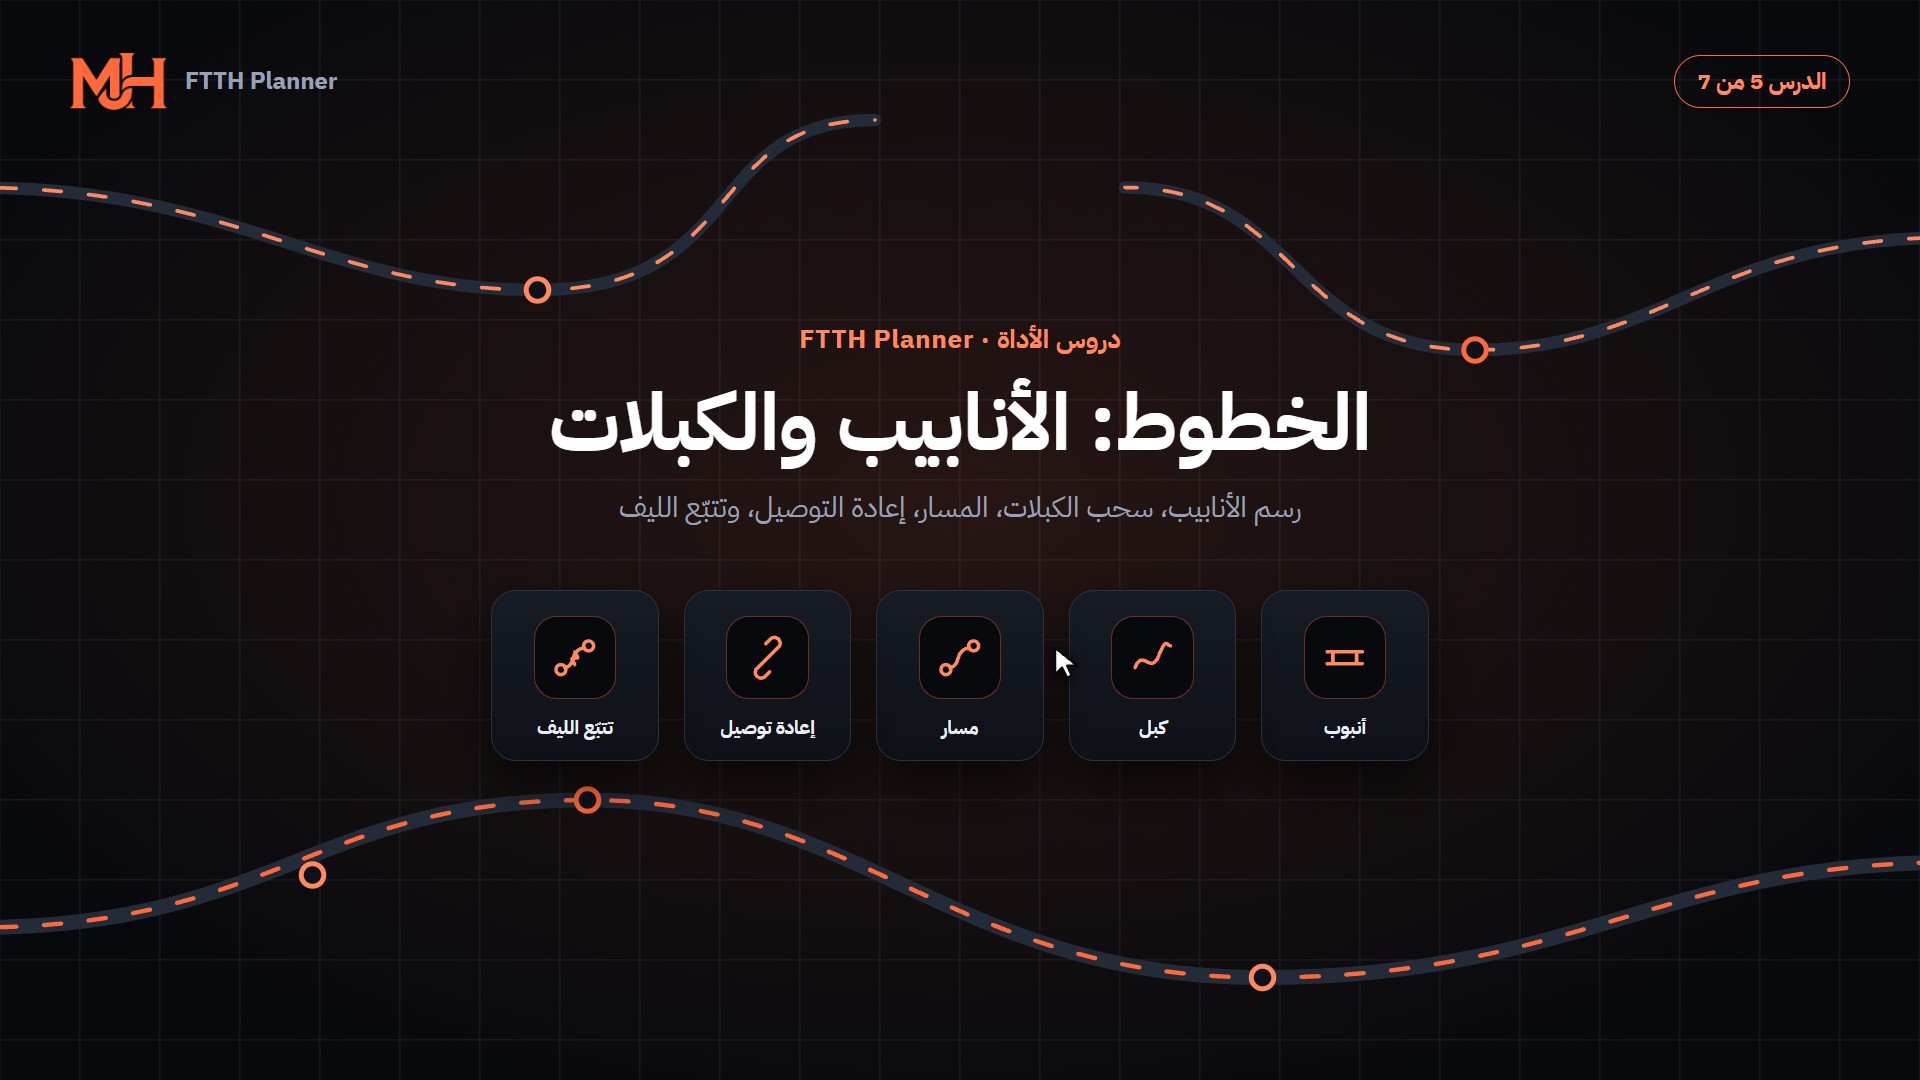 MH FTTH Planner
الدرس 5 من 7
دروس الأداة · FTTH Planner
الخطوط: الأنابيب والكبلات
رسم الأنابيب، سحب الكبلات، المسار، إعادة التوصيل، وتتبّع الليف
أنبوب
كبل
مسار
إعادة توصيل
تتبّع الليف